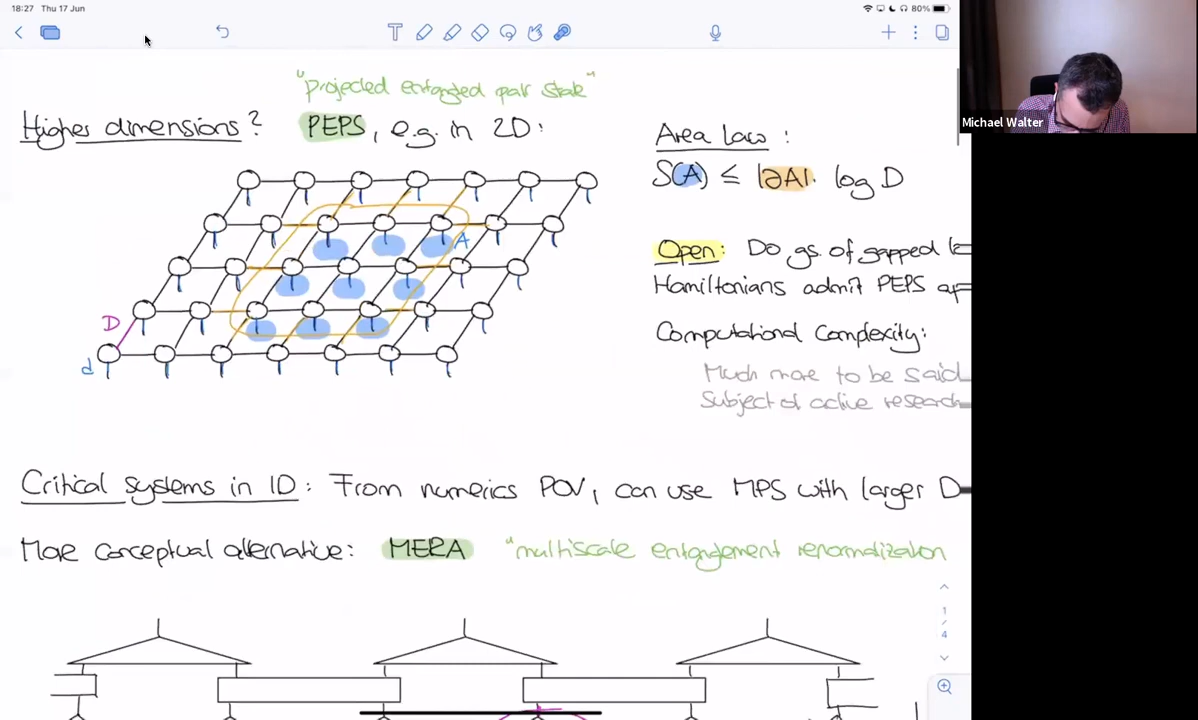 18:27 Thu 17 Jun
80%
"projected entangled pair state"
Higher dimensions? PEPS, e.g. in 2D:
Area law:
S(A) ≤ |∂A|. log D
A
D
d
Open: Do gs. of gapped
Hamiltonians admit PEPS
Computational Complexity:
Much more to be said
Subject of active research
Critical systems in 1D: From numerics POV, can use MPS with larger D
More conceptual alternative: MERA "multiscale entanglement renormalization
1
/
4
Michael Walter